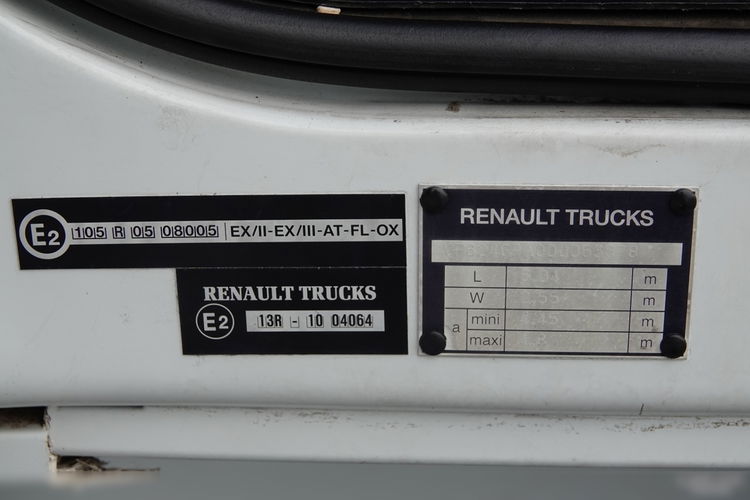 E2 105 R 05 08005 EX/II-EX/III-AT-FL-OX
RENAULT TRUCKS
E2 13R - 10 04064
RENAULT TRUCKS
L m
W m
a mini m
maxi m